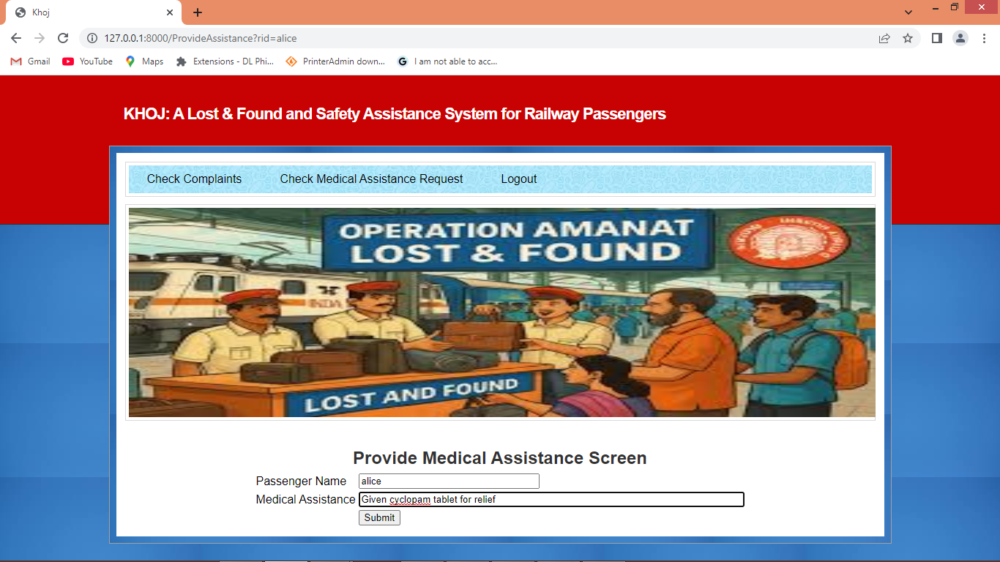 Khoj
127.0.0.1:8000/ProvideAssistance?rid=alice
Gmail YouTube Maps Extensions - DL Phi... PrinterAdmin down... G I am not able to acc...
KHOJ: A Lost & Found and Safety Assistance System for Railway Passengers
Check Complaints Check Medical Assistance Request Logout
OPERATION AMANAT
LOST & FOUND
INDA
LOST AND FOUND
Provide Medical Assistance Screen
Passenger Name alice
Medical Assistance Given cyclopam tablet for relief
Submit